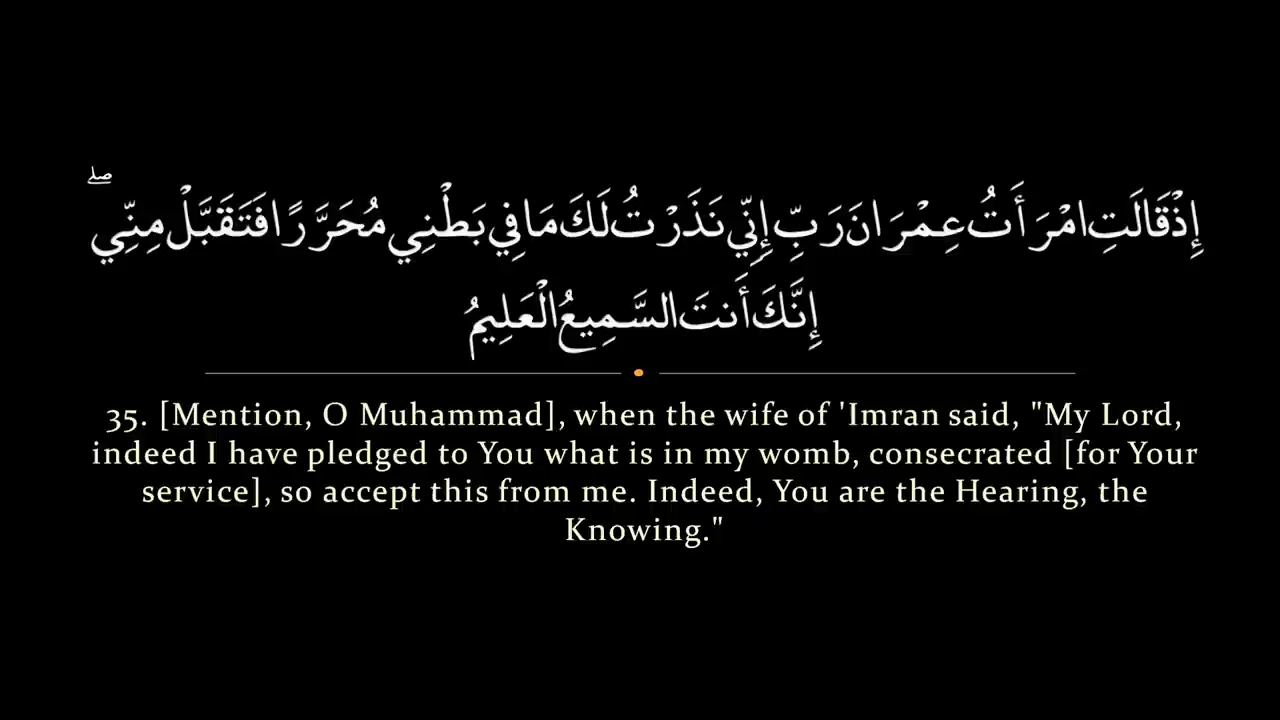 إِذْ قَالَتِ امْرَأَتُ عِمْرَانَ رَبِّ إِنِّي نَذَرْتُ لَكَ مَا فِي بَطْنِي مُحَرَّرًا فَتَقَبَّلْ مِنِّي ۖ
إِنَّكَ أَنتَ السَّمِيعُ الْعَلِيمُ
35. [Mention, O Muhammad], when the wife of 'Imran said, "My Lord,
indeed I have pledged to You what is in my womb, consecrated [for Your
service], so accept this from me. Indeed, You are the Hearing, the
Knowing."